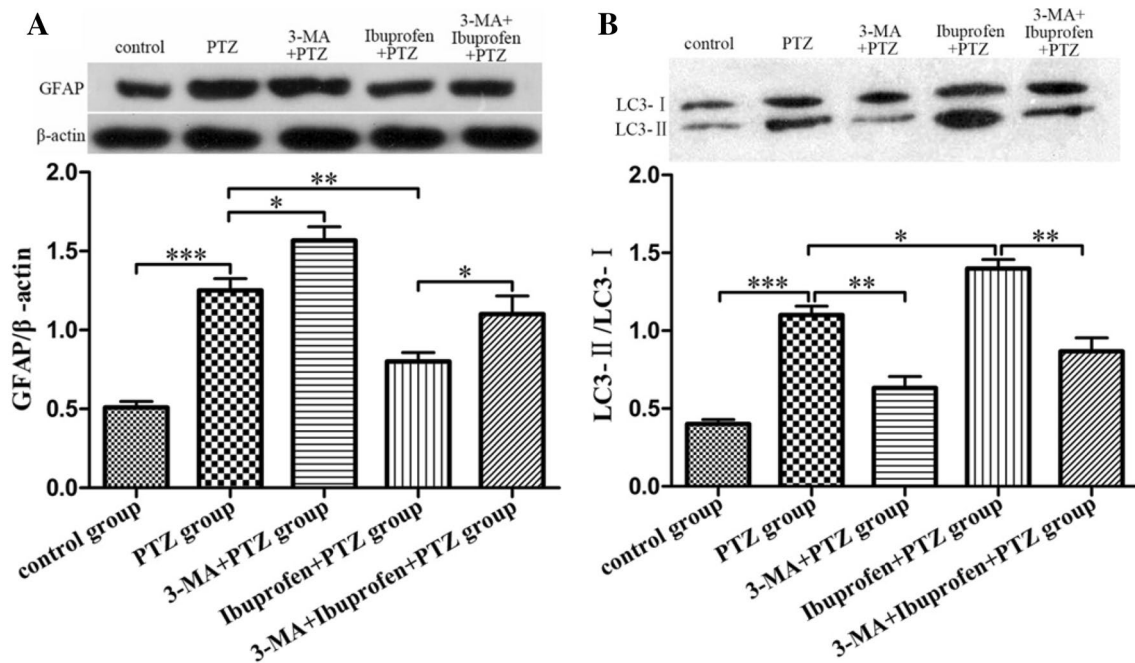 A
control
PTZ
3-MA
+PTZ
Ibuprofen
+PTZ
3-MA+
Ibuprofen
+PTZ
GFAP
β-actin
2.0
1.5
1.0
0.5
0.0
GFAP/β -actin
***
*
**
*
control group
PTZ group
3-MA+PTZ group
Ibuprofen+PTZ group
3-MA+Ibuprofen+PTZ group
B
control
PTZ
3-MA
+PTZ
Ibuprofen
+PTZ
3-MA+
Ibuprofen
+PTZ
LC3- Ⅰ
LC3- Ⅱ
2.0
1.5
1.0
0.5
0.0
LC3- Ⅱ /LC3- Ⅰ
***
**
*
**
control group
PTZ group
3-MA+PTZ group
Ibuprofen+PTZ group
3-MA+Ibuprofen+PTZ group